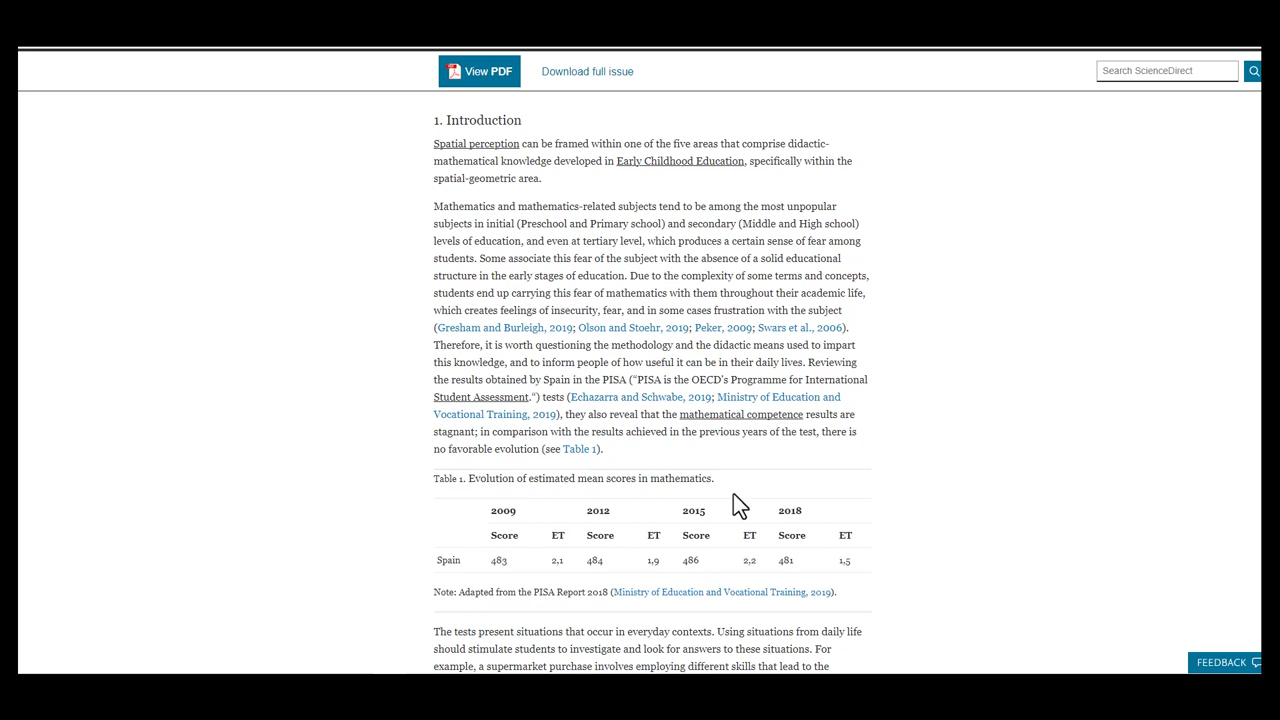 View PDF
Download full issue
Search ScienceDirect
1. Introduction
Spatial perception can be framed within one of the five areas that comprise didactic-
mathematical knowledge developed in Early Childhood Education, specifically within the
spatial-geometric area.
Mathematics and mathematics-related subjects tend to be among the most unpopular
subjects in initial (Preschool and Primary school) and secondary (Middle and High school)
levels of education, and even at tertiary level, which produces a certain sense of fear among
students. Some associate this fear of the subject with the absence of a solid educational
structure in the early stages of education. Due to the complexity of some terms and concepts,
students end up carrying this fear of mathematics with them throughout their academic life,
which creates feelings of insecurity, fear, and in some cases frustration with the subject
(Gresham and Burleigh, 2019; Olson and Stoehr, 2019; Peker, 2009; Swars et al., 2006).
Therefore, it is worth questioning the methodology and the didactic means used to impart
this knowledge, and to inform people of how useful it can be in their daily lives. Reviewing
the results obtained by Spain in the PISA (“PISA is the OECD's Programme for International
Student Assessment.“) tests (Echazarra and Schwabe, 2019; Ministry of Education and
Vocational Training, 2019), they also reveal that the mathematical competence results are
stagnant; in comparison with the results achieved in the previous years of the test, there is
no favorable evolution (see Table 1).
Table 1. Evolution of estimated mean scores in mathematics.
2009 2012 2015 2018
Score ET Score ET Score ET Score ET
Spain 483 2,1 484 1,9 486 2,2 481 1,5
Note: Adapted from the PISA Report 2018 (Ministry of Education and Vocational Training, 2019).
The tests present situations that occur in everyday contexts. Using situations from daily life
should stimulate students to investigate and look for answers to these situations. For
example, a supermarket purchase involves employing different skills that lead to the
FEEDBACK